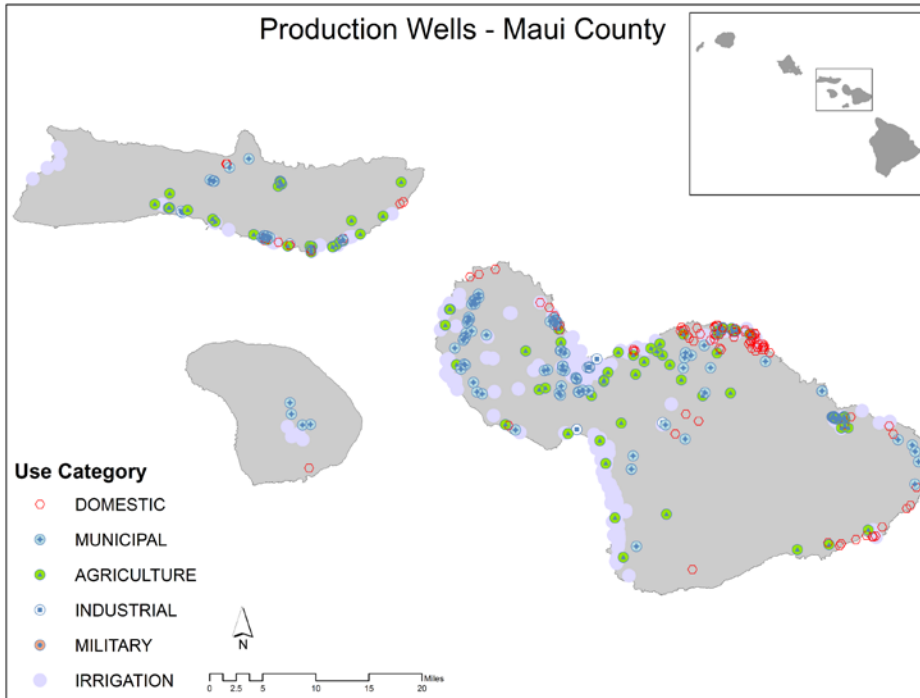 Production Wells - Maui County
Use Category
DOMESTIC
MUNICIPAL
AGRICULTURE
INDUSTRIAL
MILITARY
IRRIGATION
N
Miles
0 2.5 5 10 15 20